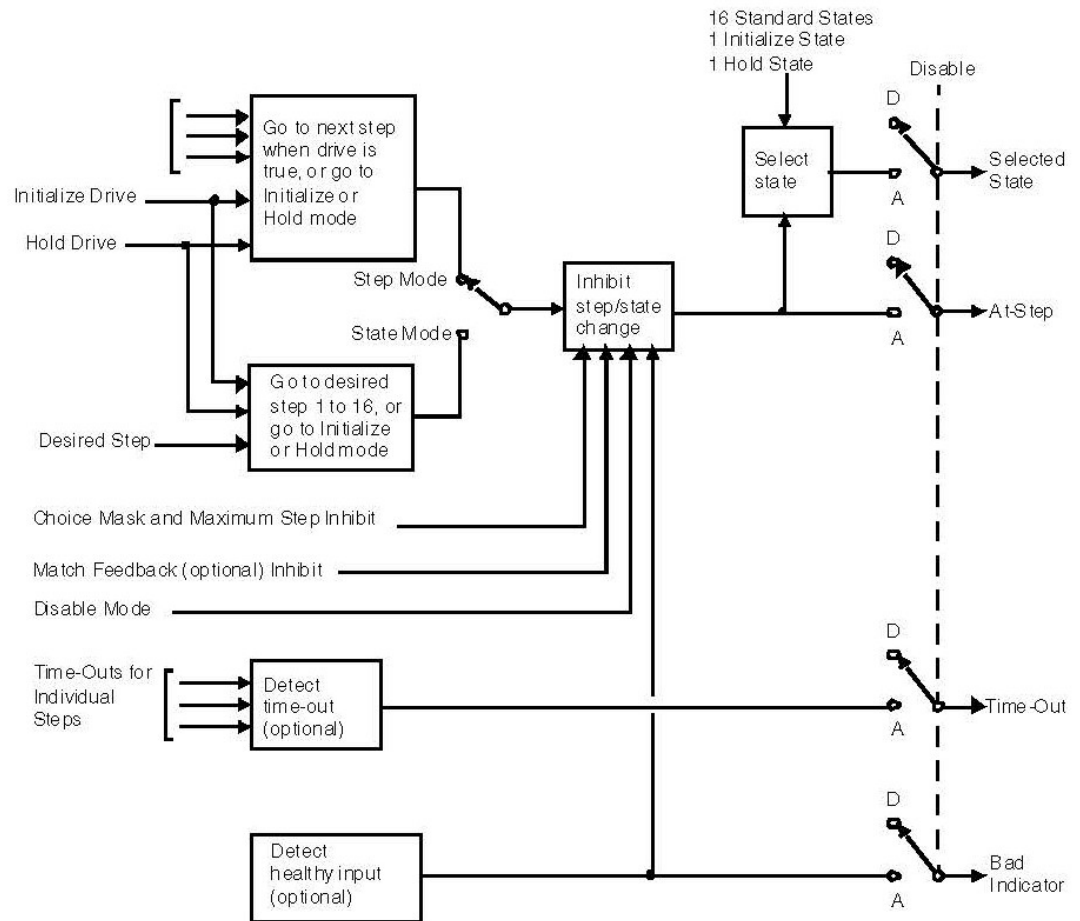 16 Standard States
1 Initialize State
1 Hold State
Disable
D
Go to next step
when drive is
true, or go to
Initialize or
Hold mode
Select
state
Selected
State
A
Initialize Drive
Hold Drive
D
Step Mode
Inhibit
step/state
change
At-Step
A
State Mode
Go to desired
step 1 to 16, or
go to Initialize
or Hold mode
Desired Step
Choice Mask and Maximum Step Inhibit
Match Feedback (optional) Inhibit
Disable Mode
D
Time-Outs for
Individual
Steps
Detect
time-out
(optional)
Time-Out
A
D
Detect
healthy input
(optional)
Bad
Indicator
A